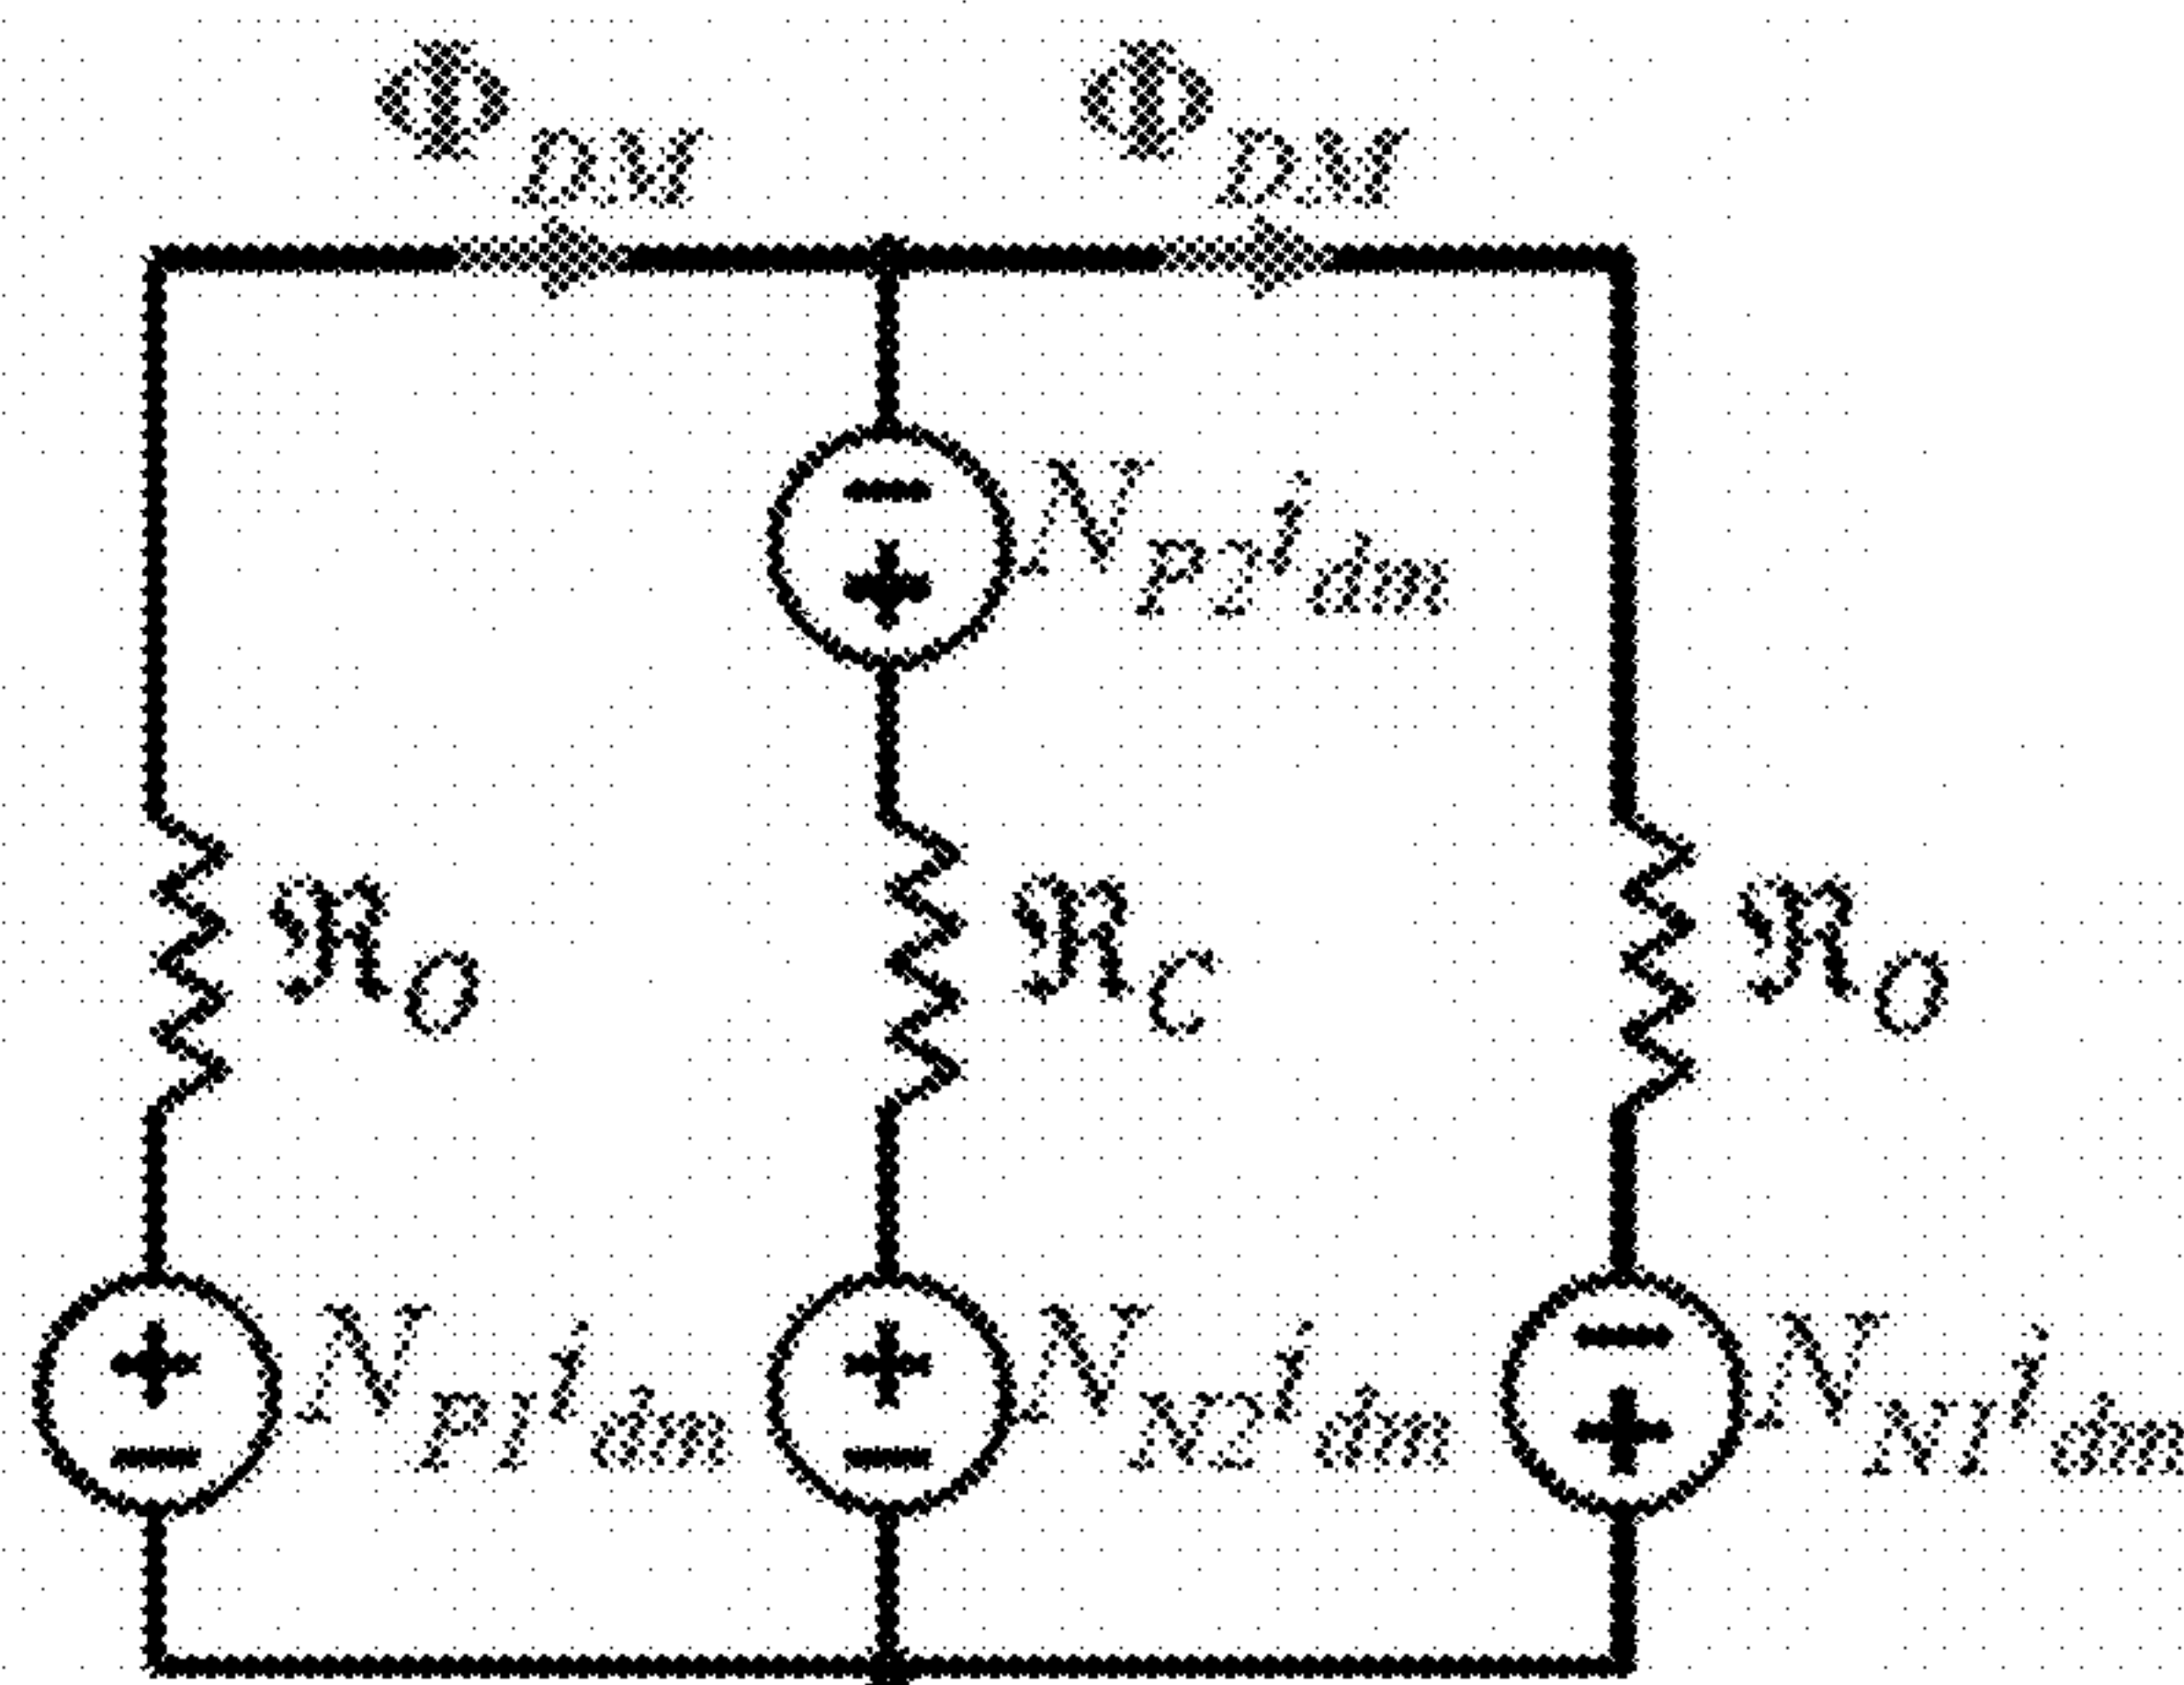 Φ_DM Φ_DM
− N_P2 i_dm
+
ℜ_O ℜ_C ℜ_O
+ N_P1 i_dm + N_N2 i_dm − N_N1 i_dm
− − +